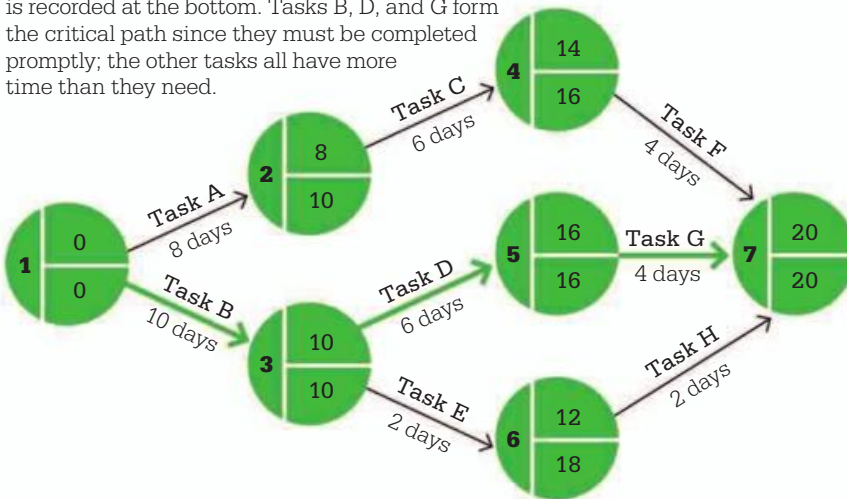 is recorded at the bottom. Tasks B, D, and G form
the critical path since they must be completed
promptly; the other tasks all have more
time than they need.
4
14
16
Task C
6 days
Task F
4 days
2
8
10
Task A
8 days
1
0
0
5
16
16
Task G
4 days
7
20
20
Task B
10 days
Task D
6 days
3
10
10
Task H
2 days
Task E
2 days
6
12
18